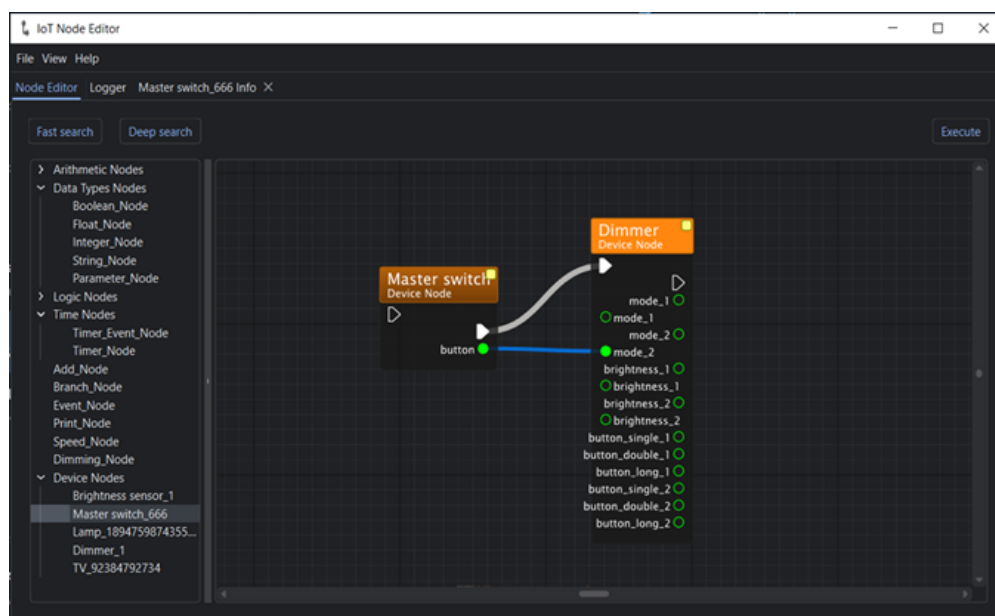 IoT Node Editor
File View Help
Node Editor Logger Master switch_666 Info
Fast search Deep search Execute
Arithmetic Nodes
Data Types Nodes
Boolean_Node
Float_Node
Integer_Node
String_Node
Parameter_Node
Logic Nodes
Time Nodes
Timer_Event_Node
Timer_Node
Add_Node
Branch_Node
Event_Node
Print_Node
Speed_Node
Dimming_Node
Device Nodes
Brightness sensor_1
Master switch_666
Lamp_1894759874355...
Dimmer_1
TV_92384792734
Master switch
Device Node
button
Dimmer
Device Node
mode_1
mode_1
mode_2
mode_2
brightness_1
brightness_1
brightness_2
brightness_2
button_single_1
button_double_1
button_long_1
button_single_2
button_double_2
button_long_2